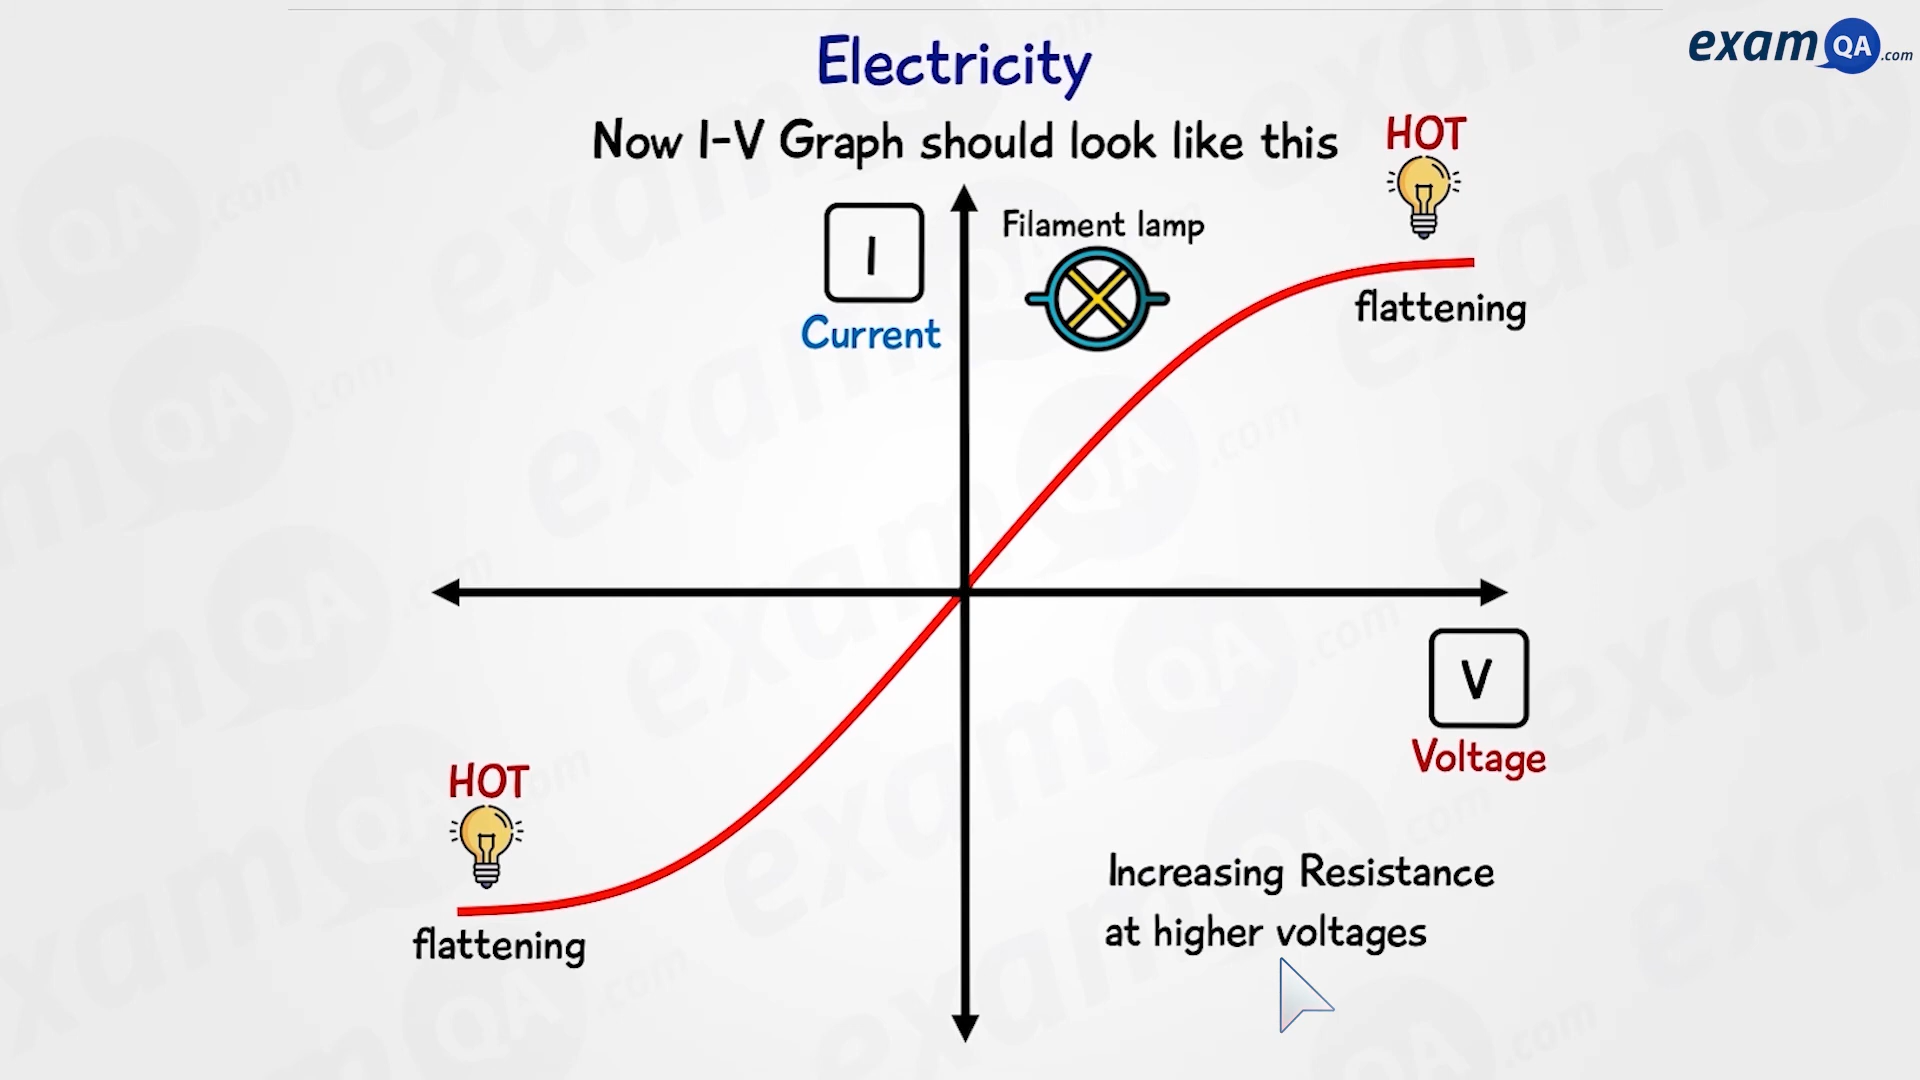 examQA.com
Electricity
Now I-V Graph should look like this
HOT
I
Current
Filament lamp
flattening
V
Voltage
HOT
flattening
Increasing Resistance
at higher voltages